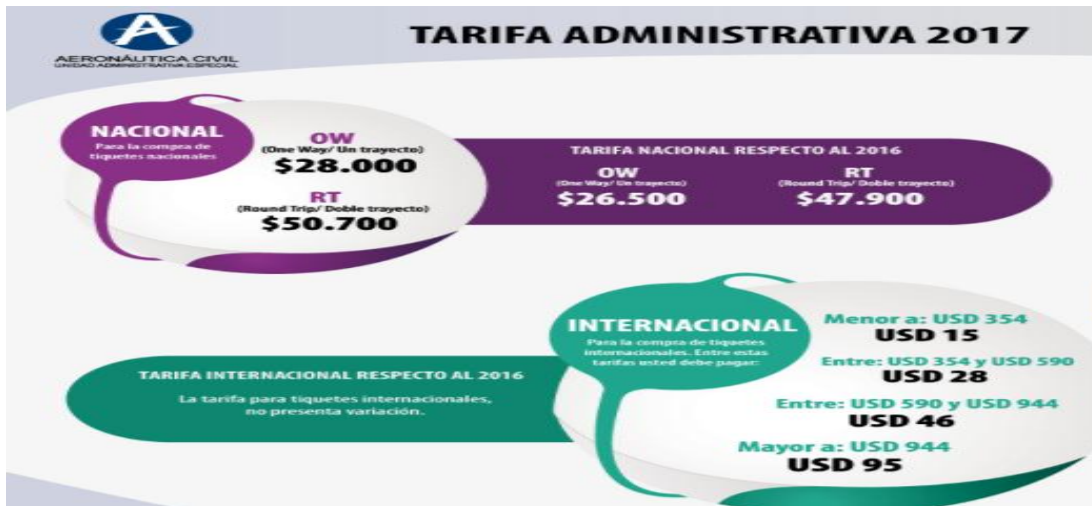 AERONÁUTICA CIVIL
UNIDAD ADMINISTRATIVA ESPECIAL
TARIFA ADMINISTRATIVA 2017
NACIONAL
Para la compra de
tiquetes nacionales
OW
(One Way/ Un trayecto)
$28.000
RT
(Round Trip/ Doble trayecto)
$50.700
TARIFA NACIONAL RESPECTO AL 2016
OW
(One Way/ Un trayecto)
$26.500
RT
(Round Trip/ Doble trayecto)
$47.900
INTERNACIONAL
Para la compra de tiquetes
internacionales. Entre estas
tarifas usted debe pagar:
Menor a: USD 354
USD 15
Entre: USD 354 y USD 590
USD 28
Entre: USD 590 y USD 944
USD 46
Mayor a: USD 944
USD 95
TARIFA INTERNACIONAL RESPECTO AL 2016
La tarifa para tiquetes internacionales,
no presenta variación.